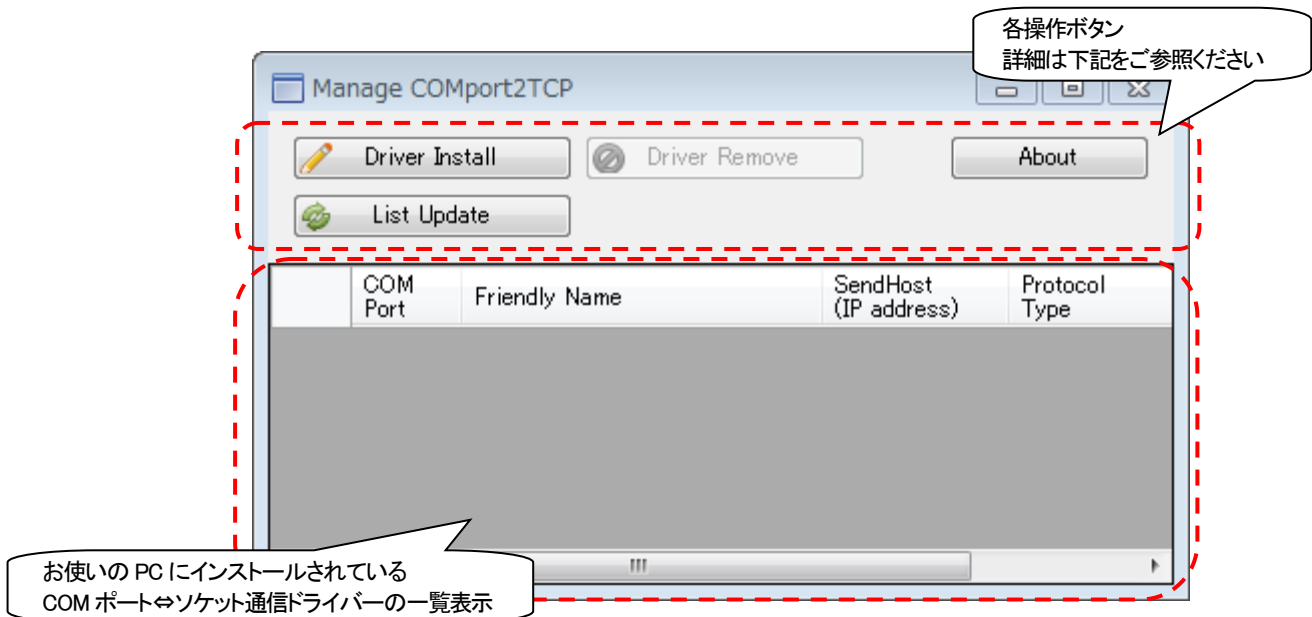 各操作ボタン
詳細は下記をご参照ください
Manage COMport2TCP
Driver Install
Driver Remove
About
List Update
COM
Port
Friendly Name
SendHost
(IP address)
Protocol
Type
お使いの PC にインストールされている
COM ポート⇔ソケット通信ドライバーの一覧表示